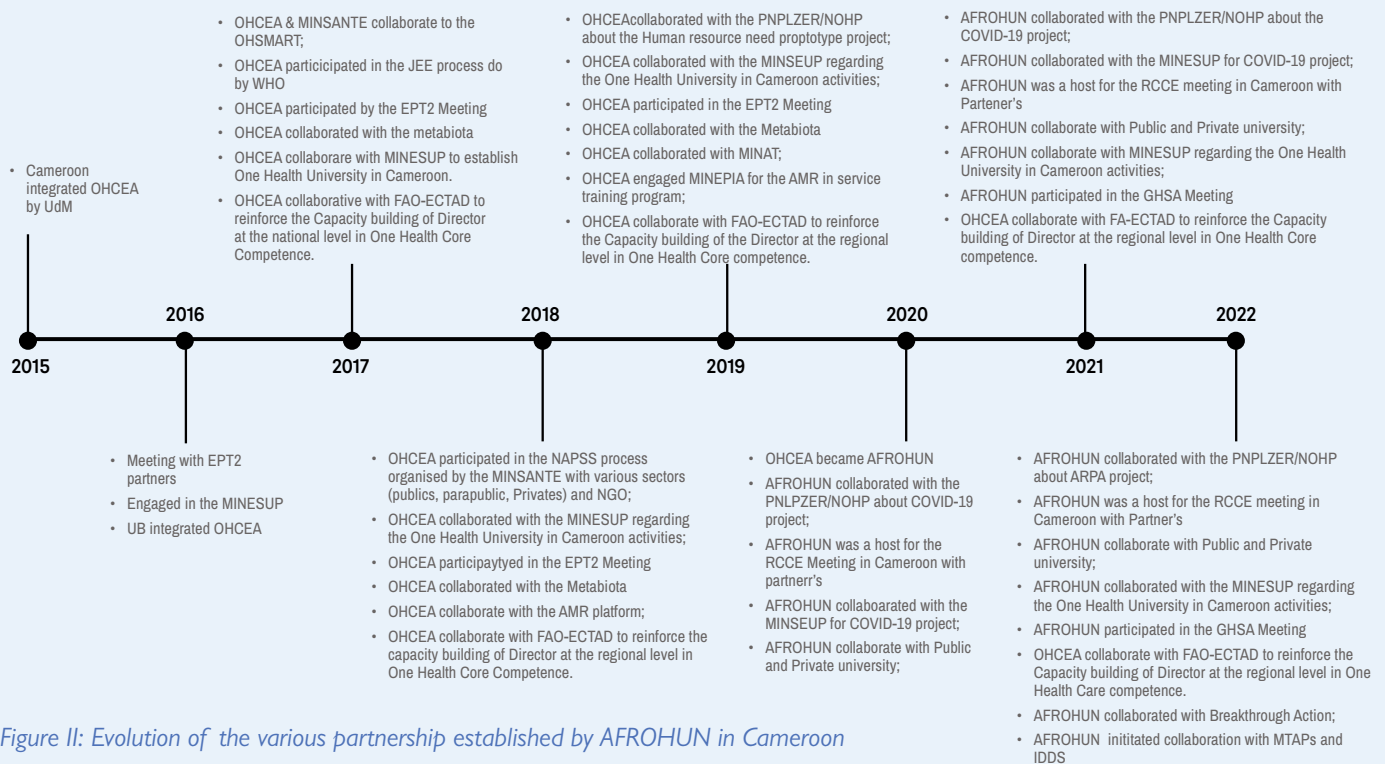 • Cameroon
integrated OHCEA
by UdM
2015
2016
• Meeting with EPT2
partners
• Engaged in the MINESUP
• UB integrated OHCEA
• OHCEA & MINSANTE collaborate to the
OHSMART;
• OHCEA particicipated in the JEE process do
by WHO
• OHCEA participated by the EPT2 Meeting
• OHCEA collaborated with the metabiota
• OHCEA collaborare with MINESUP to establish
One Health University in Cameroon.
• OHCEA collaborative with FAO-ECTAD to
reinforce the Capacity building of Director
at the national level in One Health Core
Competence.
2017
2018
• OHCEA participated in the NAPSS process
organised by the MINSANTE with various sectors
(publics, parapublic, Privates) and NGO;
• OHCEA collaborated with the MINESUP regarding
the One Health University in Cameroon activities;
• OHCEA participaytyed in the EPT2 Meeting
• OHCEA collaborated with the Metabiota
• OHCEA collaborate with the AMR platform;
• OHCEA collaborate with FAO-ECTAD to reinforce the
capacity building of Director at the regional level in
One Health Core Competence.
• OHCEAcollaborated with the PNPLZER/NOHP
about the Human resource need proptotype project;
• OHCEA collaborated with the MINSEUP regarding
the One Health University in Cameroon activities;
• OHCEA participated in the EPT2 Meeting
• OHCEA collaborated with the Metabiota
• OHCEA collaborated with MINAT;
• OHCEA engaged MINEPIA for the AMR in service
training program;
• OHCEA collaborate with FAO-ECTAD to reinforce
the Capacity building of the Director at the regional
level in One Health Core competence.
2019
2020
• OHCEA became AFROHUN
• AFROHUN collaborated with the
PNLPZER/NOHP about COVID-19
project;
• AFROHUN was a host for the
RCCE Meeting in Cameroon with
partnerr's
• AFROHUN collaboarated with the
MINSEUP for COVID-19 project;
• AFROHUN collaborate with Public
and Private university;
• AFROHUN collaborated with the PNPLZER/NOHP about the
COVID-19 project;
• AFROHUN collaborated with the MINESUP for COVID-19 project;
• AFROHUN was a host for the RCCE meeting in Cameroon with
Partener's
• AFROHUN collaborate with Public and Private university;
• AFROHUN collaborate with MINESUP regarding the One Health
University in Cameroon activities;
• AFROHUN participated in the GHSA Meeting
• OHCEA collaborate with FA-ECTAD to reinforce the Capacity
building of Director at the regional level in One Health Core
competence.
2021
2022
• AFROHUN collaborated with the PNPLZER/NOHP
about ARPA project;
• AFROHUN was a host for the RCCE meeting in
Cameroon with Partner's
• AFROHUN collaborate with Public and Private
university;
• AFROHUN collaborated with the MINESUP regarding
the One Health University in Cameroon activities;
• AFROHUN participated in the GHSA Meeting
• OHCEA collaborate with FAO-ECTAD to reinforce the
Capacity building of Director at the regional level in One
Health Care competence.
• AFROHUN collaborated with Breakthrough Action;
• AFROHUN inititated collaboration with MTAPs and
IDDS
Figure II: Evolution of the various partnership established by AFROHUN in Cameroon